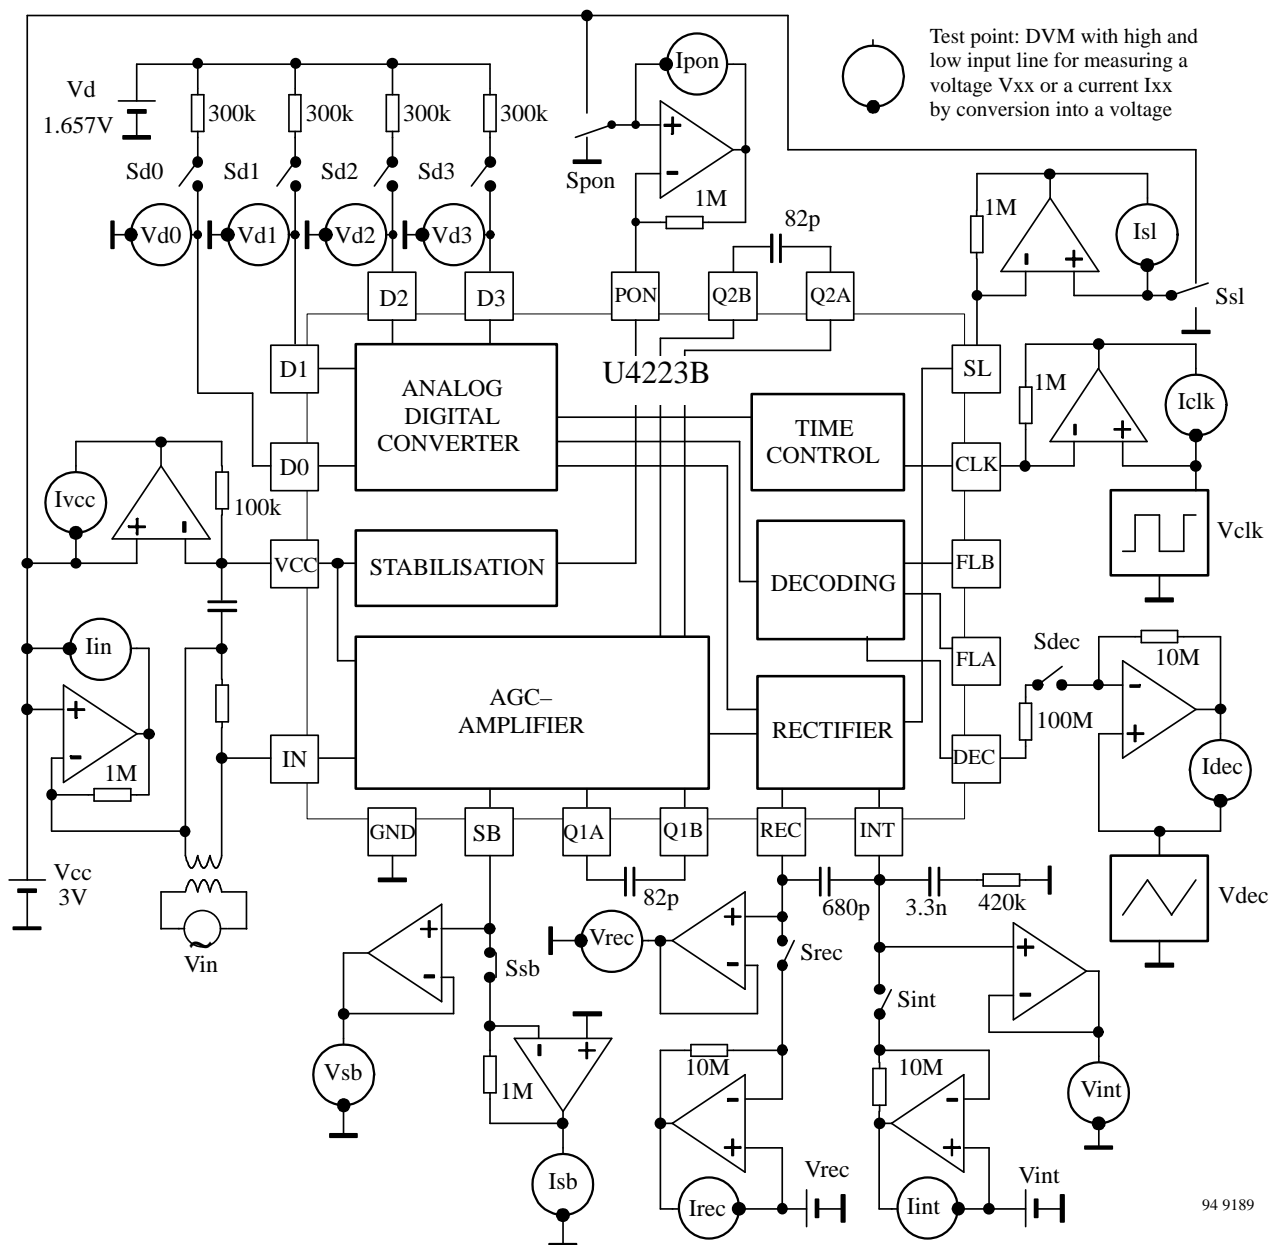 Test point: DVM with high and
low input line for measuring a
voltage Vxx or a current Ixx
by conversion into a voltage
Vd
1.657V
300k
300k
300k
300k
Ipon
Spon
1M
82p
Sd0
Sd1
Sd2
Sd3
Vd0
Vd1
Vd2
Vd3
1M
Isl
Ssl
D2
D3
PON
Q2B
Q2A
U4223B
D1
SL
ANALOG
DIGITAL
CONVERTER
1M
Iclk
TIME
CONTROL
D0
CLK
Ivcc
100k
Vclk
VCC
STABILISATION
DECODING
FLB
Iin
FLA
Sdec
10M
AGC–
AMPLIFIER
RECTIFIER
100M
IN
DEC
1M
Idec
GND
SB
Q1A
Q1B
REC
INT
Vcc
3V
82p
680p
3.3n
420k
Vdec
Vin
Vrec
Srec
Ssb
Sint
Vsb
1M
10M
10M
Vint
Isb
Irec
Vrec
Iint
Vint
94 9189